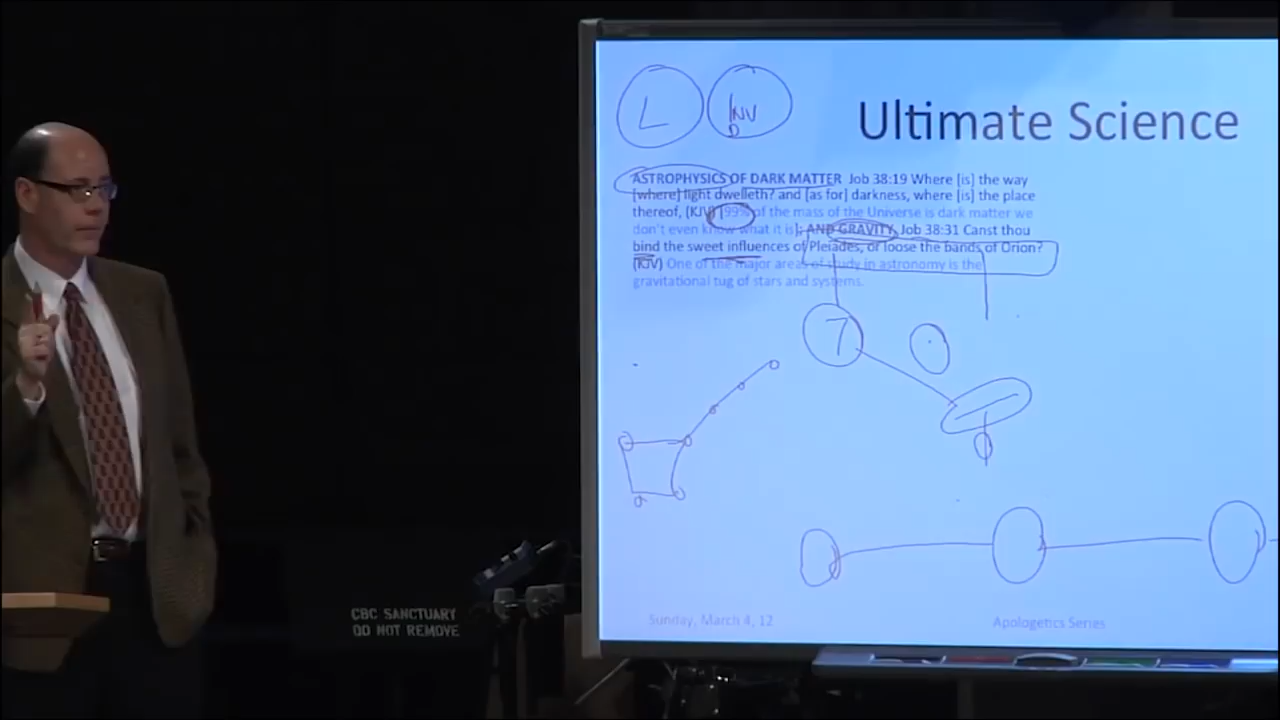 L
INV
D
Ultimate Science
ASTROPHYSICS OF DARK MATTER Job 38:19 Where [is] the way
[where] light dwelleth? and [as for] darkness, where [is] the place
thereof, (KJV) [99% of the mass of the Universe is dark matter we
don't even know what it is]; AND GRAVITY Job 38:31 Canst thou
bind the sweet influences of Pleiades, or loose the bands of Orion?
(KJV) One of the major areas of study in astronomy is the
gravitational tug of stars and systems.
7
CBC SANCTUARY
DO NOT REMOVE
Sunday, March 4, 12
Apologetics Series